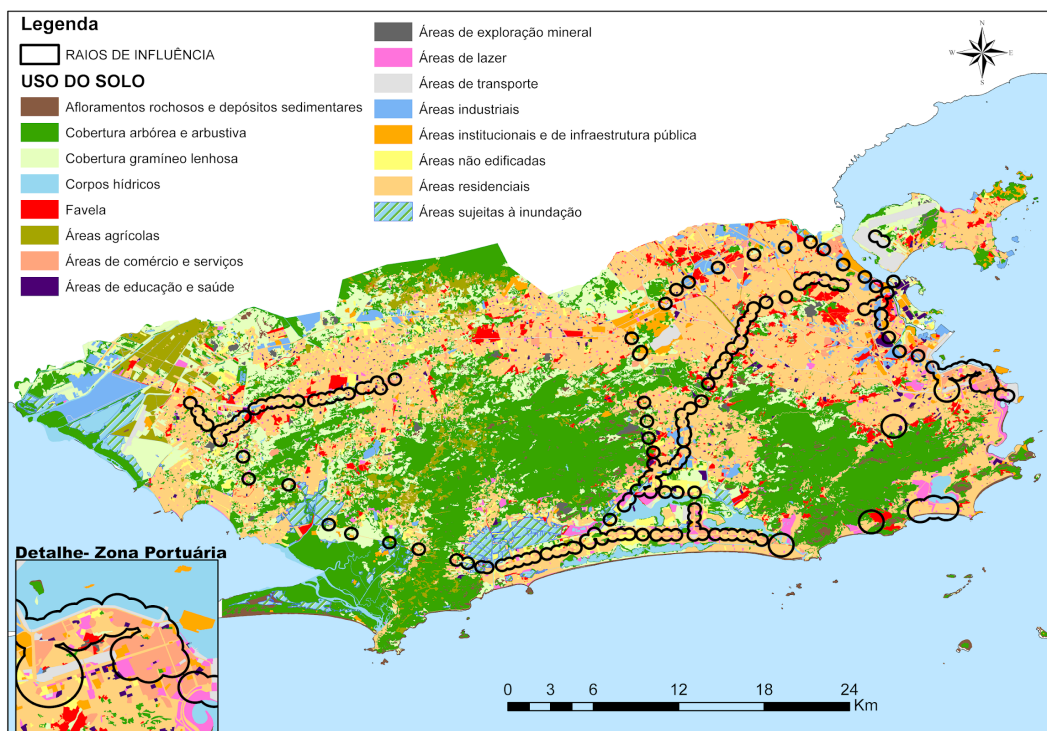 Legenda
RAIOS DE INFLUÊNCIA
USO DO SOLO
Afloramentos rochosos e depósitos sedimentares
Cobertura arbórea e arbustiva
Cobertura gramíneo lenhosa
Corpos hídricos
Favela
Áreas agrícolas
Áreas de comércio e serviços
Áreas de educação e saúde
Áreas de exploração mineral
Áreas de lazer
Áreas de transporte
Áreas industriais
Áreas institucionais e de infraestrutura pública
Áreas não edificadas
Áreas residenciais
Áreas sujeitas à inundação
N
W E
S
Detalhe- Zona Portuária
0 3 6 12 18 24
Km